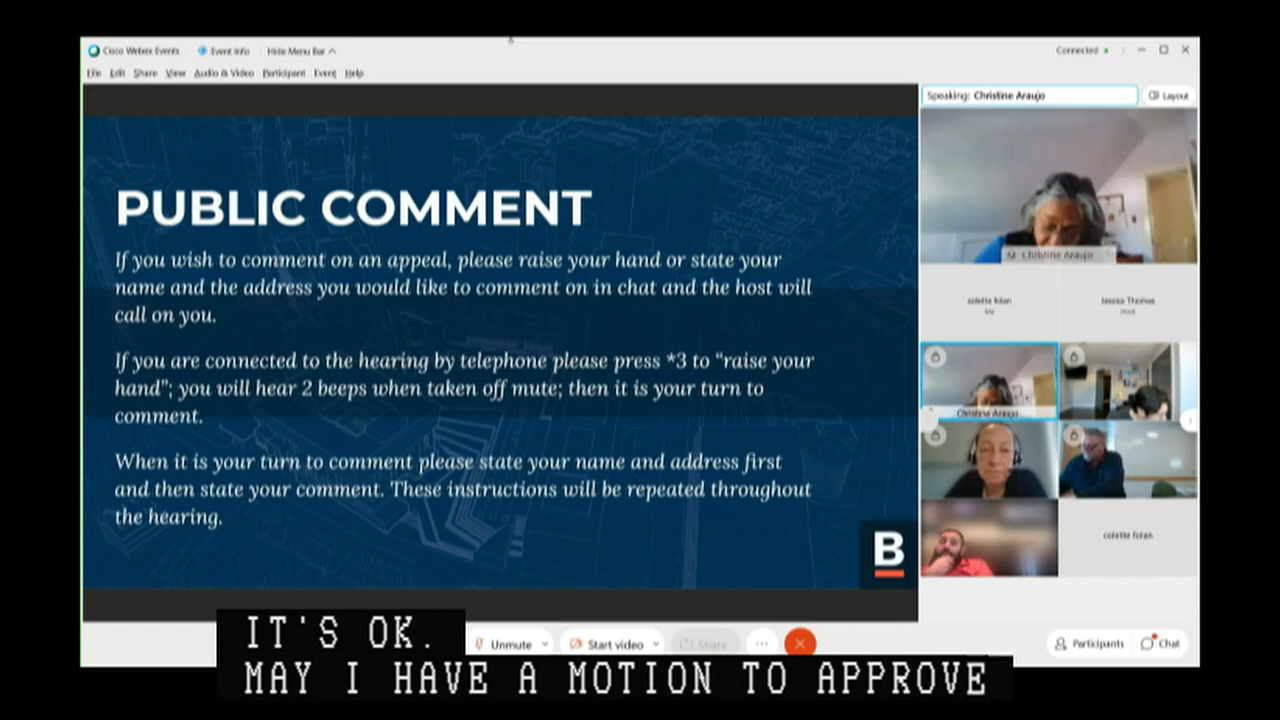 Cisco Webex Events
Event Info
Hide Menu Bar
Connected
File Edit Share View Audio & Video Participant Event Help
Speaking: Christine Araujo
Layout
PUBLIC COMMENT
If you wish to comment on an appeal, please raise your hand or state your
name and the address you would like to comment on in chat and the host will
call on you.
If you are connected to the hearing by telephone please press *3 to “raise your
hand”; you will hear 2 beeps when taken off mute; then it is your turn to
comment.
When it is your turn to comment please state your name and address first
and then state your comment. These instructions will be repeated throughout
the hearing.
B
M Christine Araujo
colette folan
Me
Jessica Thomas
Host
Christine Araujo
colette folan
Unmute
Start video
Share
Participants
Chat
IT'S OK.
MAY I HAVE A MOTION TO APPROVE